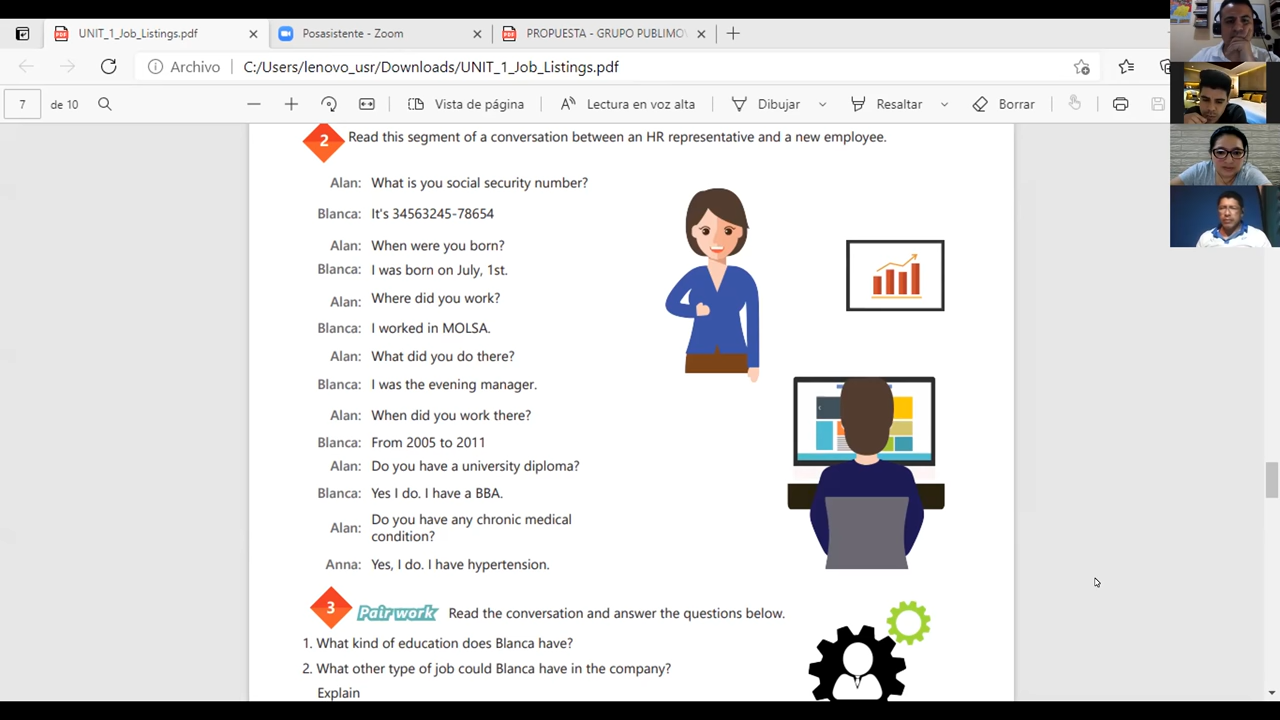 UNIT_1_Job_Listings.pdf
Posasistente - Zoom
PROPUESTA - GRUPO PUBLIMO
Archivo
C:/Users/lenovo_usr/Downloads/UNIT_1_Job_Listings.pdf
7
de 10
Vista de página
Lectura en voz alta
Dibujar
Resaltar
Borrar
2
Read this segment of a conversation between an HR representative and a new employee.
Alan: What is you social security number?
Blanca: It's 34563245-78654
Alan: When were you born?
Blanca: I was born on July, 1st.
Alan: Where did you work?
Blanca: I worked in MOLSA.
Alan: What did you do there?
Blanca: I was the evening manager.
Alan: When did you work there?
Blanca: From 2005 to 2011
Alan: Do you have a university diploma?
Blanca: Yes I do. I have a BBA.
Alan: Do you have any chronic medical
condition?
Anna: Yes, I do. I have hypertension.
3
Pair work
Read the conversation and answer the questions below.
1. What kind of education does Blanca have?
2. What other type of job could Blanca have in the company?
Explain